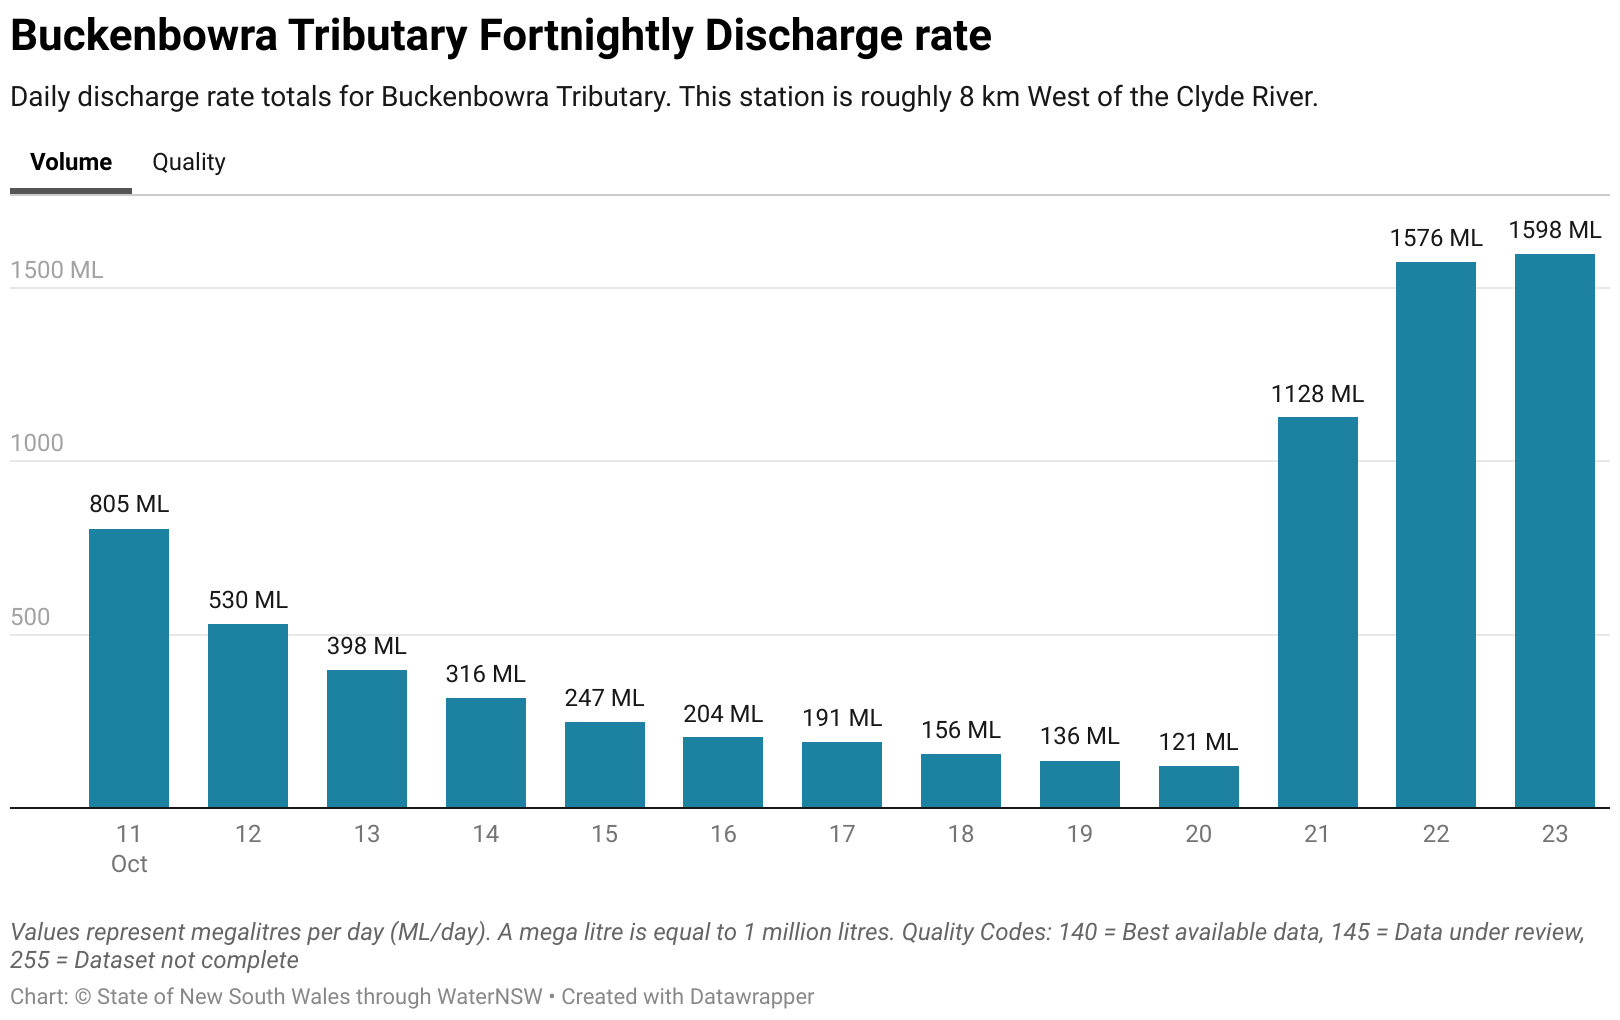 Buckenbowra Tributary Fortnightly Discharge rate
Daily discharge rate totals for Buckenbowra Tributary. This station is roughly 8 km West of the Clyde River.
Volume Quality
1500 ML
1000
500
805 ML
530 ML
398 ML
316 ML
247 ML
204 ML
191 ML
156 ML
136 ML
121 ML
1128 ML
1576 ML
1598 ML
11 12 13 14 15 16 17 18 19 20 21 22 23
Oct
Values represent megalitres per day (ML/day). A mega litre is equal to 1 million litres. Quality Codes: 140 = Best available data, 145 = Data under review,
255 = Dataset not complete
Chart: © State of New South Wales through WaterNSW • Created with Datawrapper